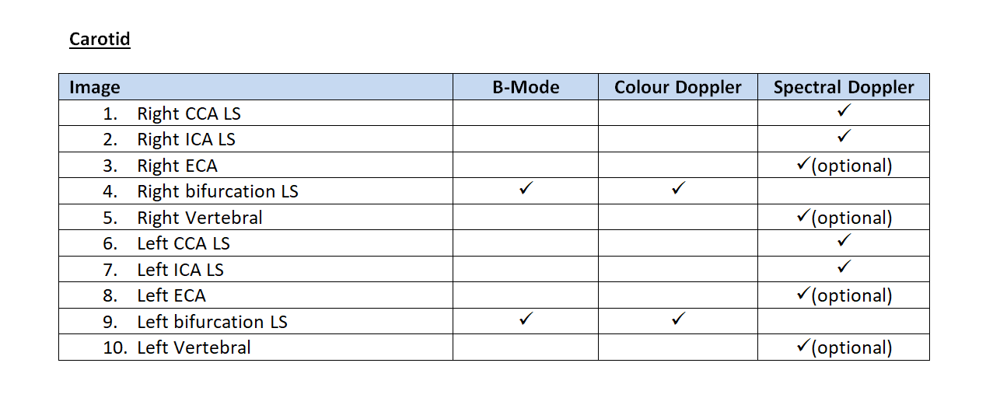 Carotid
Image B-Mode Colour Doppler Spectral Doppler
1. Right CCA LS ✓
2. Right ICA LS ✓
3. Right ECA ✓(optional)
4. Right bifurcation LS ✓ ✓
5. Right Vertebral ✓(optional)
6. Left CCA LS ✓
7. Left ICA LS ✓
8. Left ECA ✓(optional)
9. Left bifurcation LS ✓ ✓
10. Left Vertebral ✓(optional)